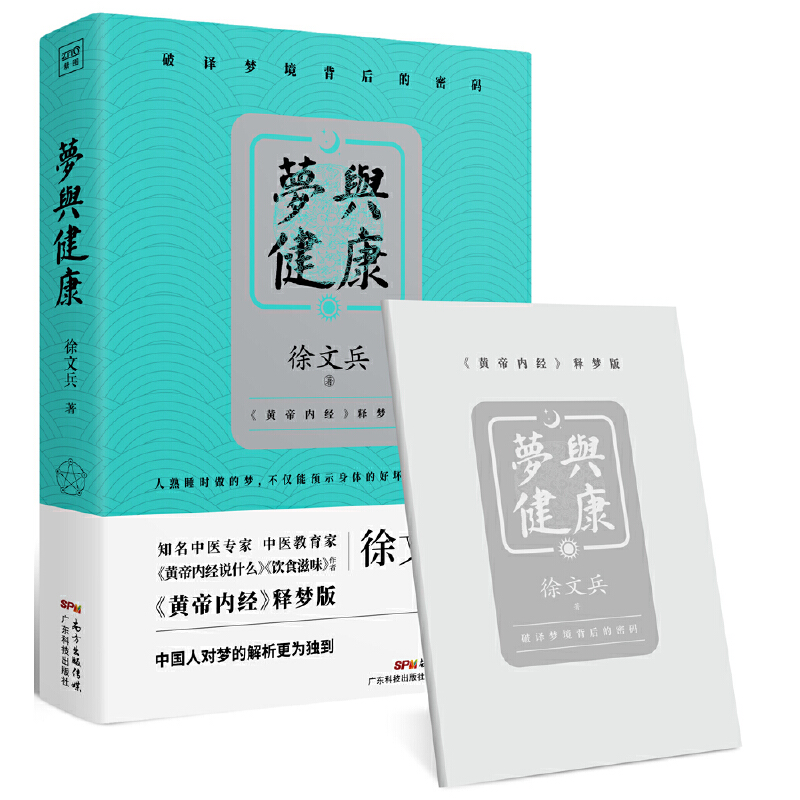 ZITO
紫图
夢與健康
徐文兵 著
SPM
南方出版传媒
广东科技出版社
破译梦境背后的密码
夢與
健康
徐文兵
著
《黄帝内经》释梦
人熟睡时做的梦,不仅能预示身体的好坏
知名中医专家 中医教育家
《黄帝内经说什么》《饮食滋味》作者
徐文
《黄帝内经》释梦版
中国人对梦的解析更为独到
SPM
广东科技出版社
《黄帝内经》释梦版
夢與
健康
徐文兵
著
破译梦境背后的密码